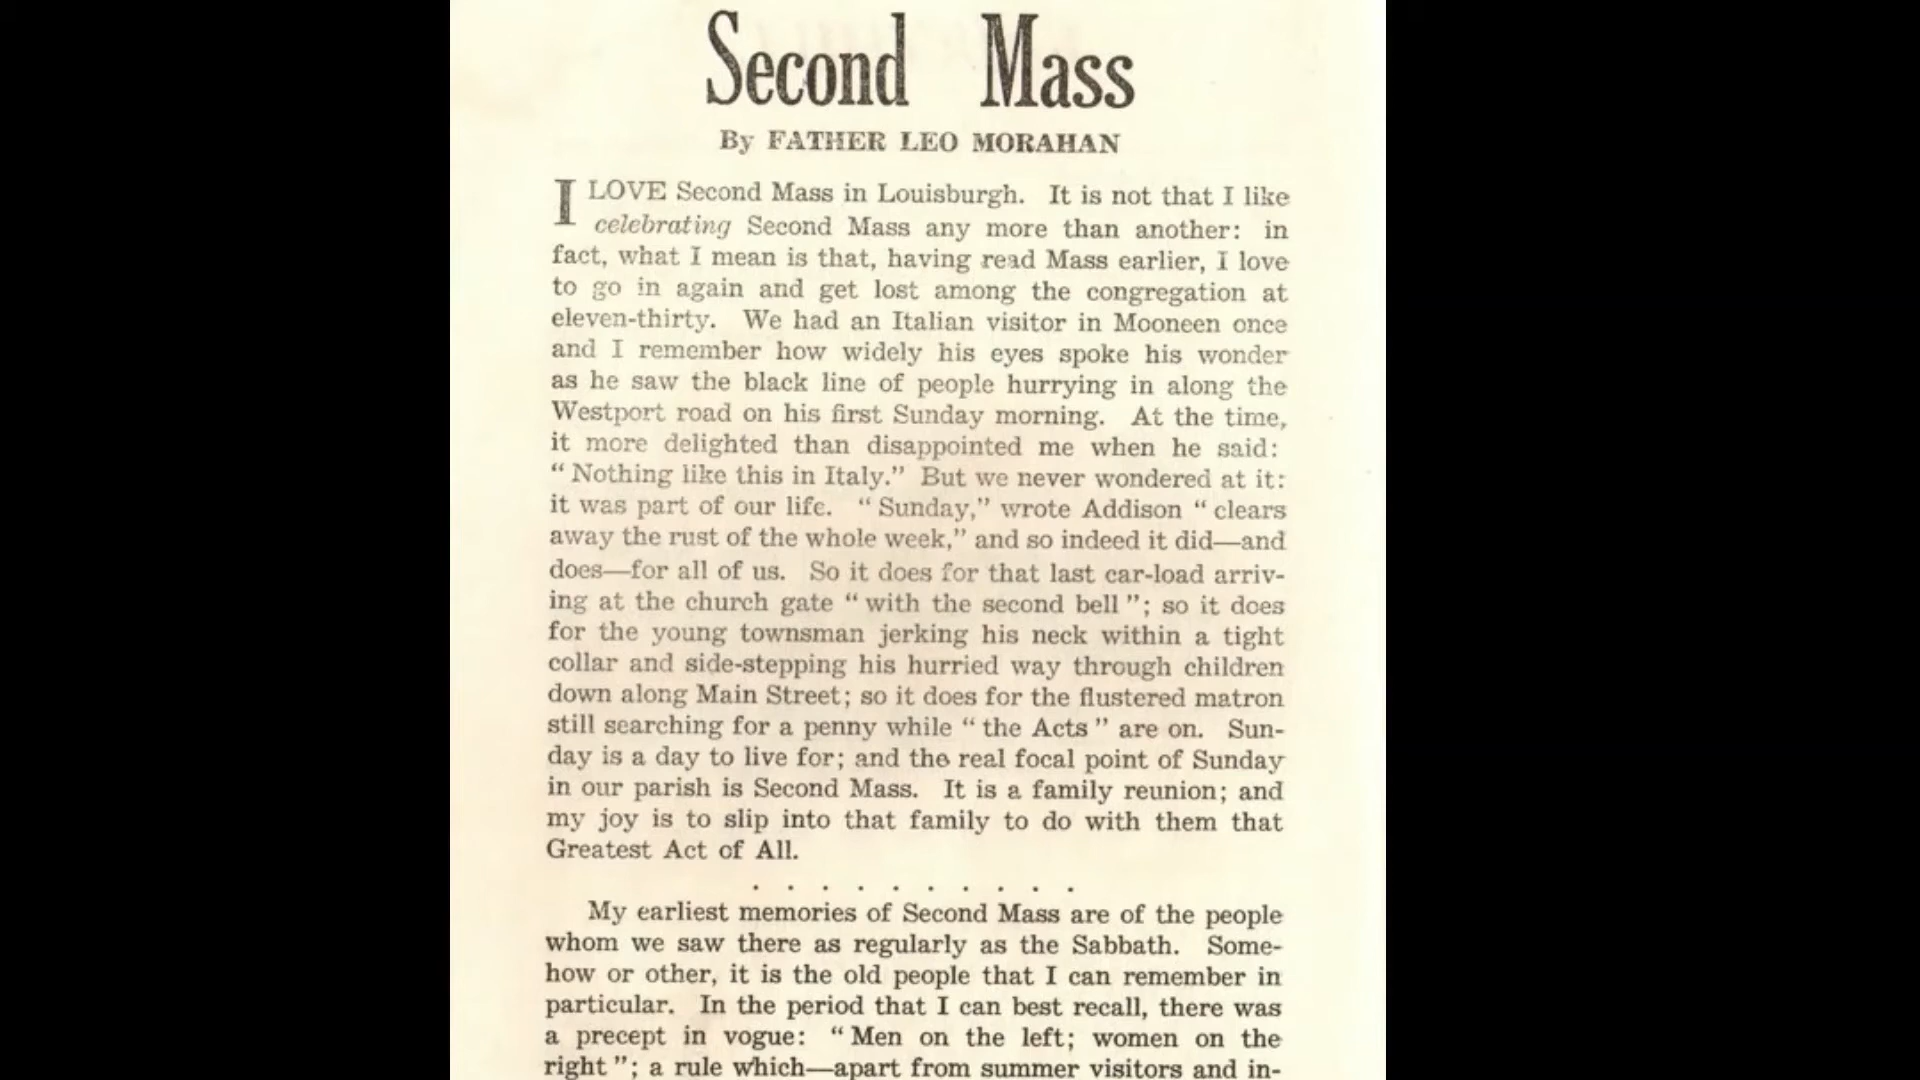 Second Mass
By FATHER LEO MORAHAN
I LOVE Second Mass in Louisburgh. It is not that I like
celebrating Second Mass any more than another: in
fact, what I mean is that, having read Mass earlier, I love
to go in again and get lost among the congregation at
eleven-thirty. We had an Italian visitor in Mooneen once
and I remember how widely his eyes spoke his wonder
as he saw the black line of people hurrying in along the
Westport road on his first Sunday morning. At the time,
it more delighted than disappointed me when he said:
“ Nothing like this in Italy.” But we never wondered at it:
it was part of our life. “ Sunday,” wrote Addison “ clears
away the rust of the whole week,” and so indeed it did—and
does—for all of us. So it does for that last car-load arriv-
ing at the church gate “ with the second bell ”; so it does
for the young townsman jerking his neck within a tight
collar and side-stepping his hurried way through children
down along Main Street; so it does for the flustered matron
still searching for a penny while “ the Acts ” are on. Sun-
day is a day to live for; and the real focal point of Sunday
in our parish is Second Mass. It is a family reunion; and
my joy is to slip into that family to do with them that
Greatest Act of All.
. . . . . . . . . .
My earliest memories of Second Mass are of the people
whom we saw there as regularly as the Sabbath. Some-
how or other, it is the old people that I can remember in
particular. In the period that I can best recall, there was
a precept in vogue: “ Men on the left; women on the
right ”; a rule which—apart from summer visitors and in-